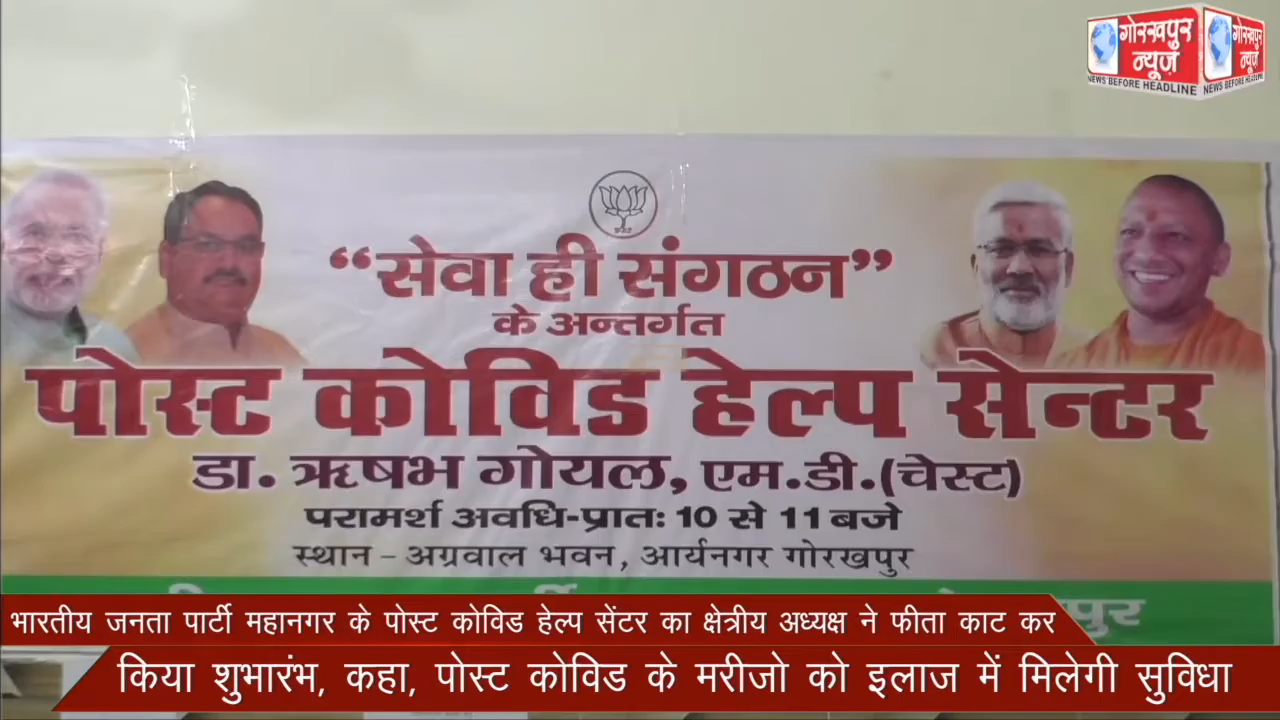 गोरखपुर
न्यूज़
NEWS BEFORE HEADLINE
गोरखपुर
न्यूज़
NEWS BEFORE HEADLINE
“सेवा ही संगठन”
के अन्तर्गत
पोस्ट कोविड हेल्प सेन्टर
डा. ऋषभ गोयल, एम.डी.(चेस्ट)
परामर्श अवधि-प्रातः 10 से 11 बजे
स्थान - अग्रवाल भवन, आर्यनगर गोरखपुर
भारतीय जनता पार्टी महानगर के पोस्ट कोविड हेल्प सेंटर का क्षेत्रीय अध्यक्ष ने फीता काट कर
किया शुभारंभ, कहा, पोस्ट कोविड के मरीजो को इलाज में मिलेगी सुविधा